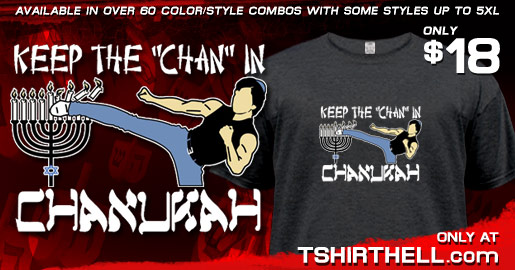 AVAILABLE IN OVER 60 COLOR/STYLE COMBOS WITH SOME STYLES UP TO 5XL
KEEP THE "CHAN" IN
CHANUKAH
ONLY
$18
KEEP THE "CHAN" IN
CHANUKAH
ONLY AT
TSHIRTHELL.com